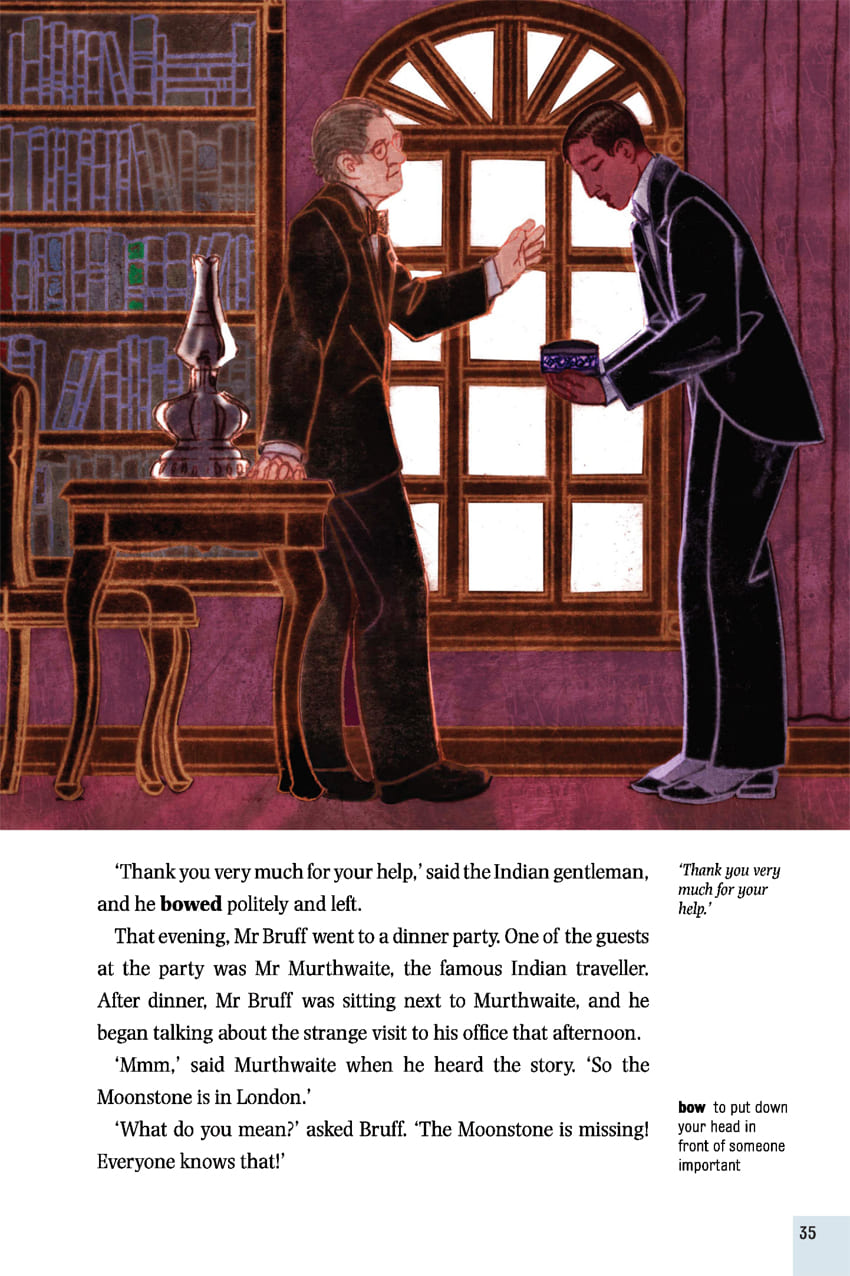 ‘Thank you very much for your help,’ said the Indian gentleman,
and he bowed politely and left.
That evening, Mr Bruff went to a dinner party. One of the guests
at the party was Mr Murthwaite, the famous Indian traveller.
After dinner, Mr Bruff was sitting next to Murthwaite, and he
began talking about the strange visit to his office that afternoon.
‘Mmm,’ said Murthwaite when he heard the story. ‘So the
Moonstone is in London.’
‘What do you mean?’ asked Bruff. ‘The Moonstone is missing!
Everyone knows that!’
‘Thank you very
much for your
help.’
bow to put down
your head in
front of someone
important
35